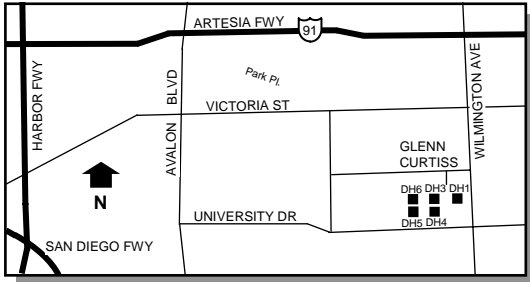 ARTESIA FWY
91
Park Pl.
HARBOR FWY
AVALON BLVD
VICTORIA ST
WILMINGTON AVE
GLENN
CURTISS
N
DH6 DH3 DH1
DH5 DH4
UNIVERSITY DR
SAN DIEGO FWY